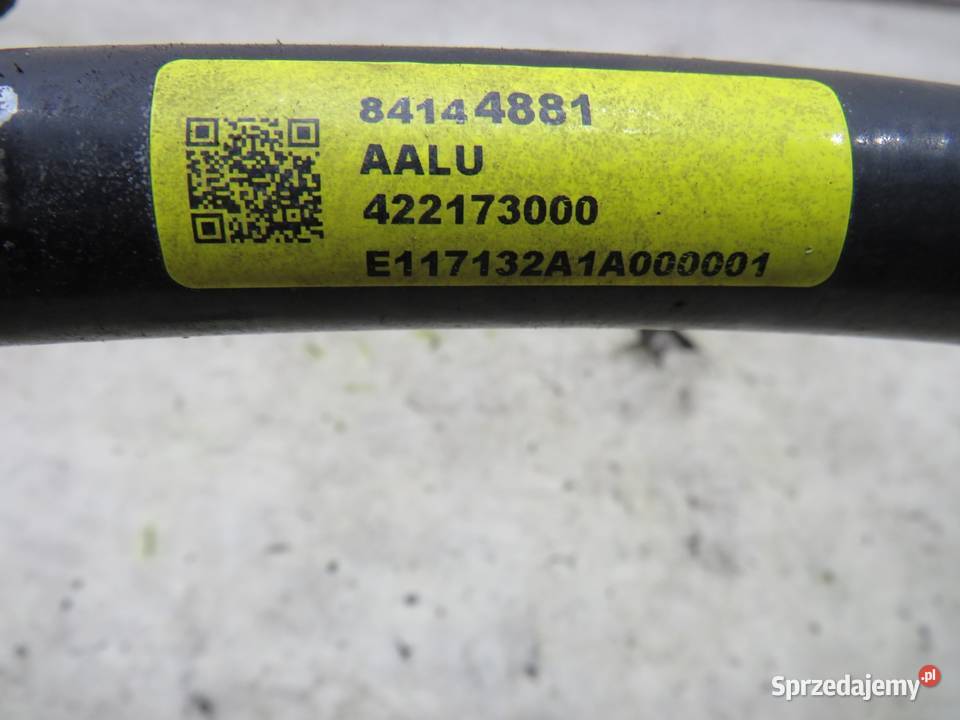 84144881
AALU
422173000
E117132A1A000001
Sprzedajemy.pl